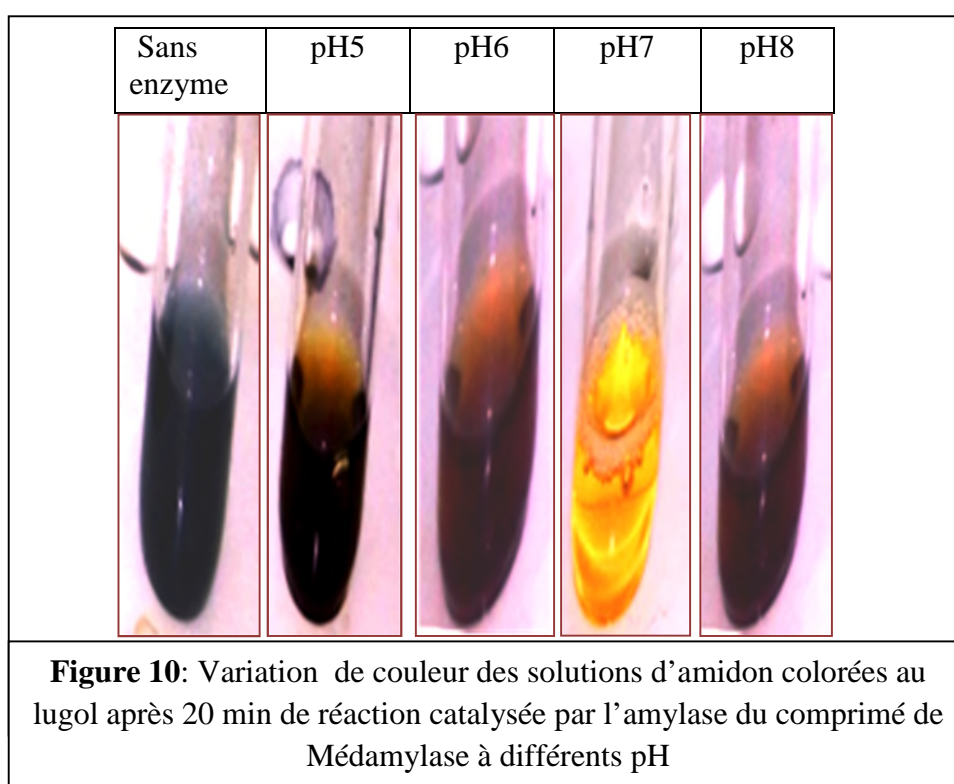 Sans enzyme
pH5
pH6
pH7
pH8
Figure 10: Variation de couleur des solutions d’amidon colorées au
lugol après 20 min de réaction catalysée par l’amylase du comprimé de
Médamylase à différents pH